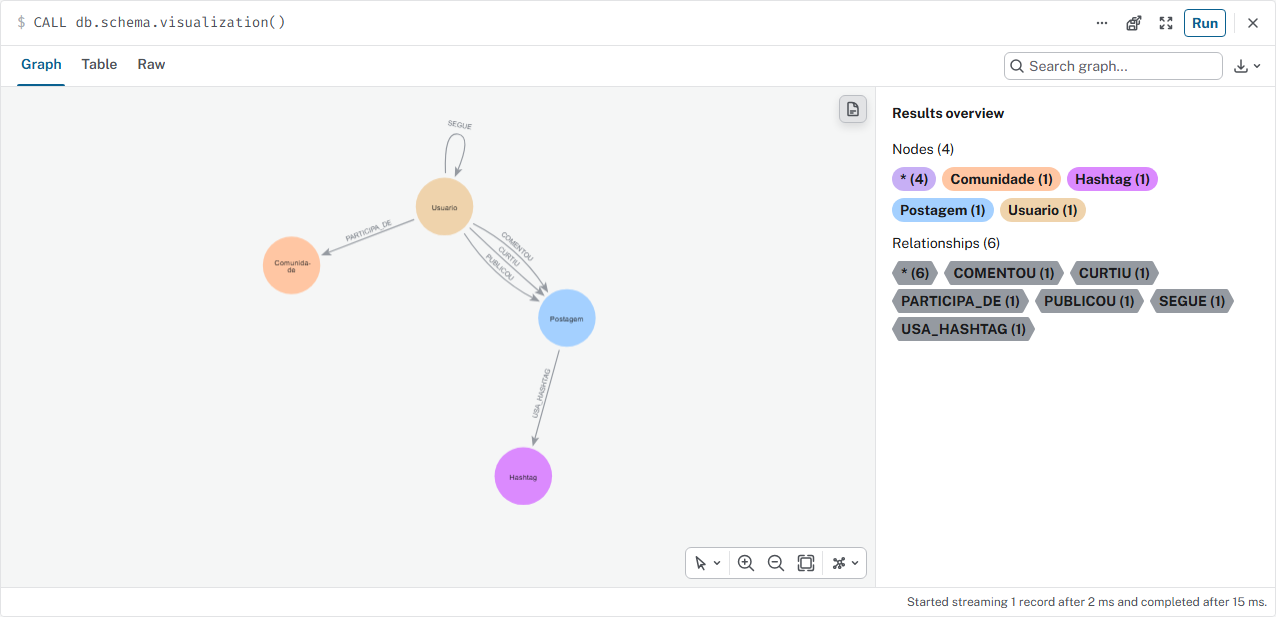 $ CALL db.schema.visualization()
Run
Graph Table Raw
Search graph...
SEGUE
Usuario
PARTICIPA_DE
Comunida-
de
COMENTOU
CURTIU
PUBLICOU
Postagem
USA_HASHTAG
Hashtag
Results overview
Nodes (4)
* (4) Comunidade (1) Hashtag (1)
Postagem (1) Usuario (1)
Relationships (6)
* (6) COMENTOU (1) CURTIU (1)
PARTICIPA_DE (1) PUBLICOU (1) SEGUE (1)
USA_HASHTAG (1)
Started streaming 1 record after 2 ms and completed after 15 ms.